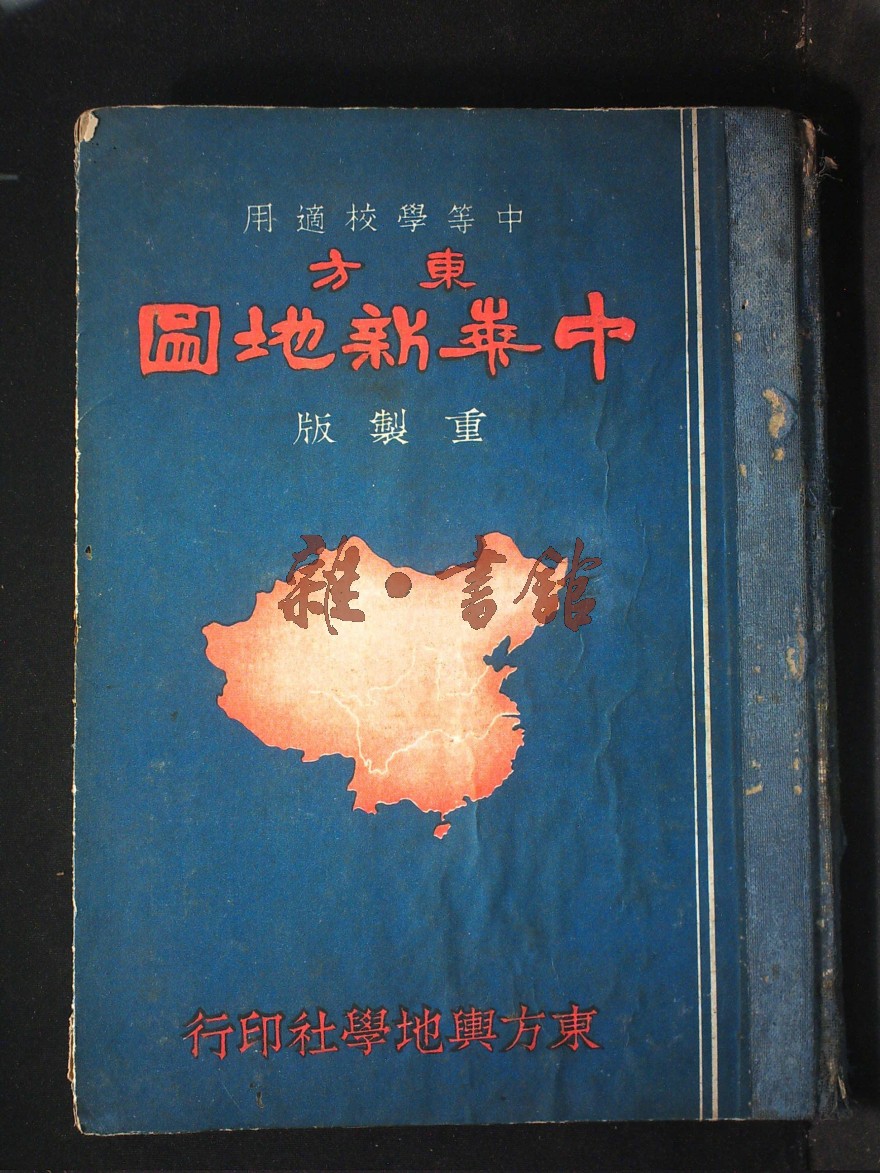 中等學校適用
東方
中華新地圖
重製版
雜·書館
東方輿地學社印行